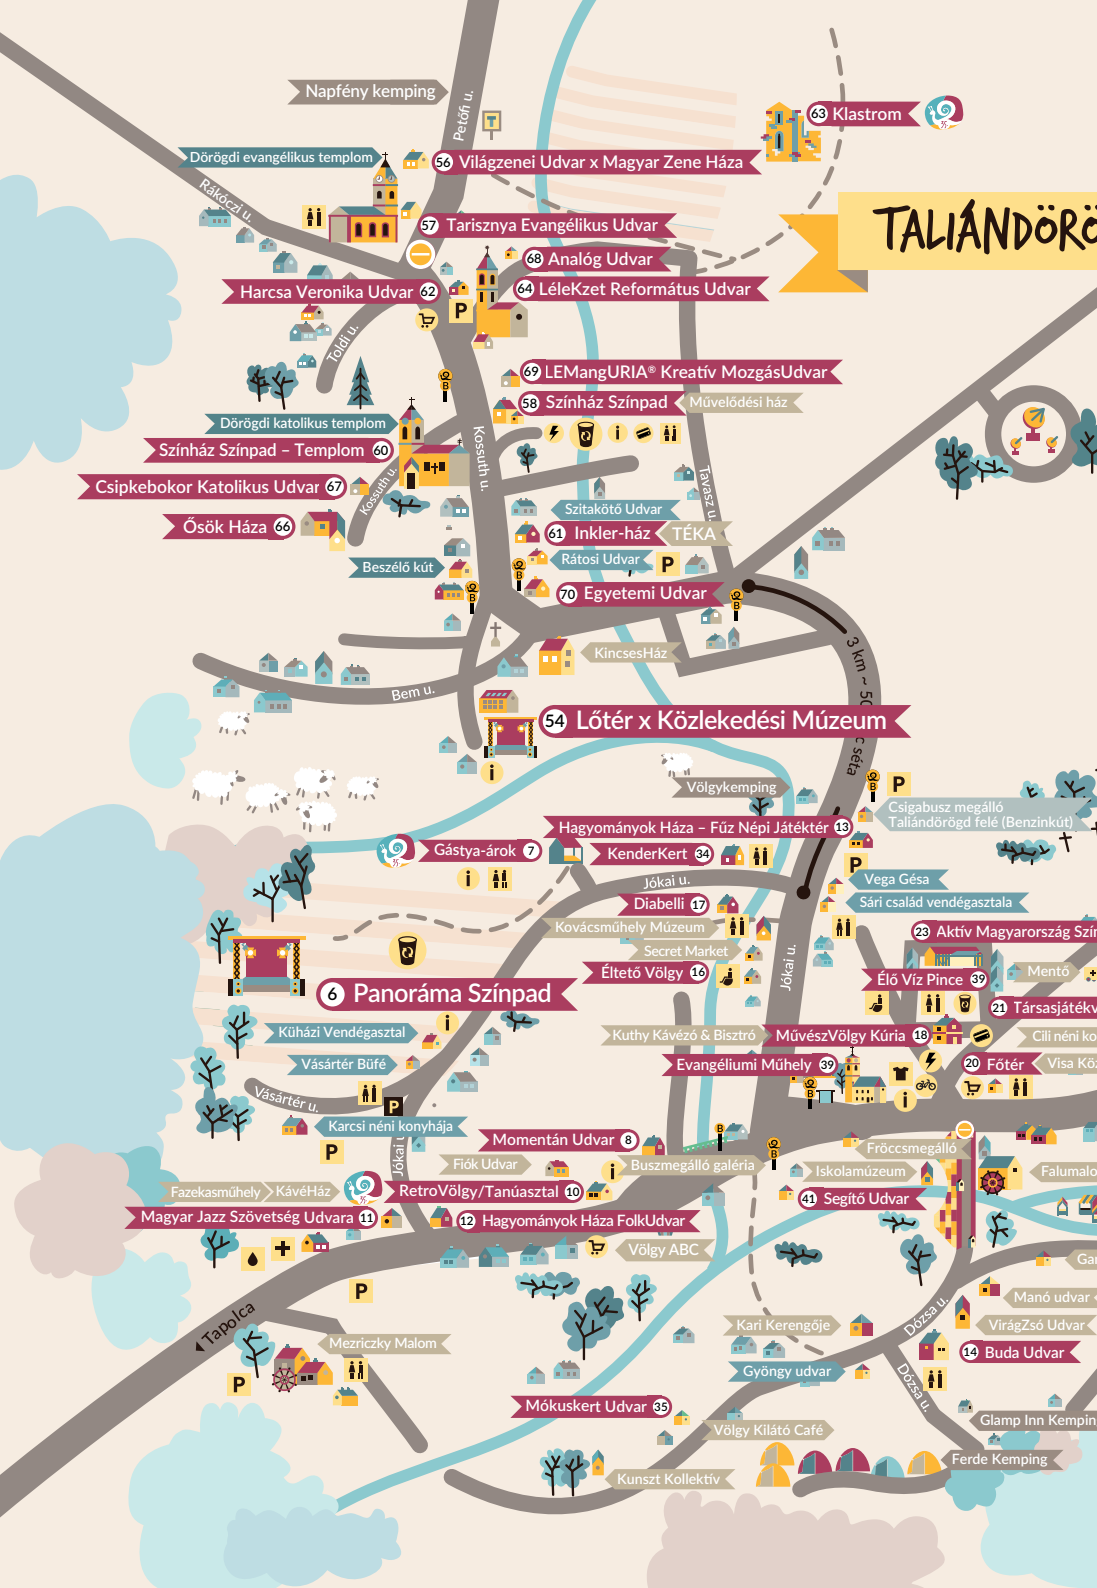 Napfény kemping
Petőfi u.
63 Klastrom
Dörögdi evangélikus templom
56 Világzenei Udvar x Magyar Zene Háza
Rákóczi u.
TALIÁNDÖRÖ
57 Tarisznya Evangélikus Udvar
68 Analóg Udvar
Harcsa Veronika Udvar 62
64 LéleKzet Református Udvar
P
Toldi u.
69 LEMangURIA® Kreatív MozgásUdvar
B
58 Színház Színpad
Művelődési ház
Dörögdi katolikus templom
Színház Színpad – Templom 60
Kossuth u.
i
Csipkebokor Katolikus Udvar 67
Kossuth u.
Tavasz u.
Szitakötő Udvar
Ősök Háza 66
61 Inkler-ház
TÉKA
Beszélő kút
Rátosi Udvar
P
B
B
70 Egyetemi Udvar
B
KincsesHáz
3 km ~ 50
c séta
Bem u.
54 Lőtér x Közlekedési Múzeum
i
Völgykemping
B
P
Csigabusz megálló
Taliándörögd felé (Benzinkút)
Hagyományok Háza – Fűz Népi Játéktér 13
Gástya-árok 7
KenderKert 34
P
i
Jókai u.
Vega Gésa
Diabelli 17
Sári család vendégasztala
Kovácsműhely Múzeum
23 Aktív Magyarország Szín
Secret Market
Éltető Völgy 16
Jókai u.
Élő Víz Pince 39
Mentő
6 Panoráma Színpad
21 Társasjátékv
i
Kuthy Kávézó & Bisztró
MűvészVölgy Kúria 18
Cili néni ko
Kűházi Vendégasztal
Vásártér Büfé
Evangéliumi Műhely 39
20 Főtér
Visa Köz
Vásártér u.
P
B
i
Karcsi néni konyhája
Momentán Udvar 8
B
Fröccsmegálló
P
Jókai u
Fiók Udvar
i
Buszmegálló galéria
B
Iskolamúzeum
Falumalo
Fazekasműhely
KávéHáz
RetroVölgy/Tanúasztal 10
41 Segítő Udvar
Magyar Jazz Szövetség Udvara 11
12 Hagyományok Háza FolkUdvar
Völgy ABC
Gar
P
Manó udvar
Tapolca
Dózsa u.
VirágZsó Udvar
Mezriczky Malom
Kari Kerengője
14 Buda Udvar
P
Gyöngy udvar
Dózsa u.
Mókuskert Udvar 35
Glamp Inn Kemping
Völgy Kilátó Café
Ferde Kemping
Kunszt Kollektív